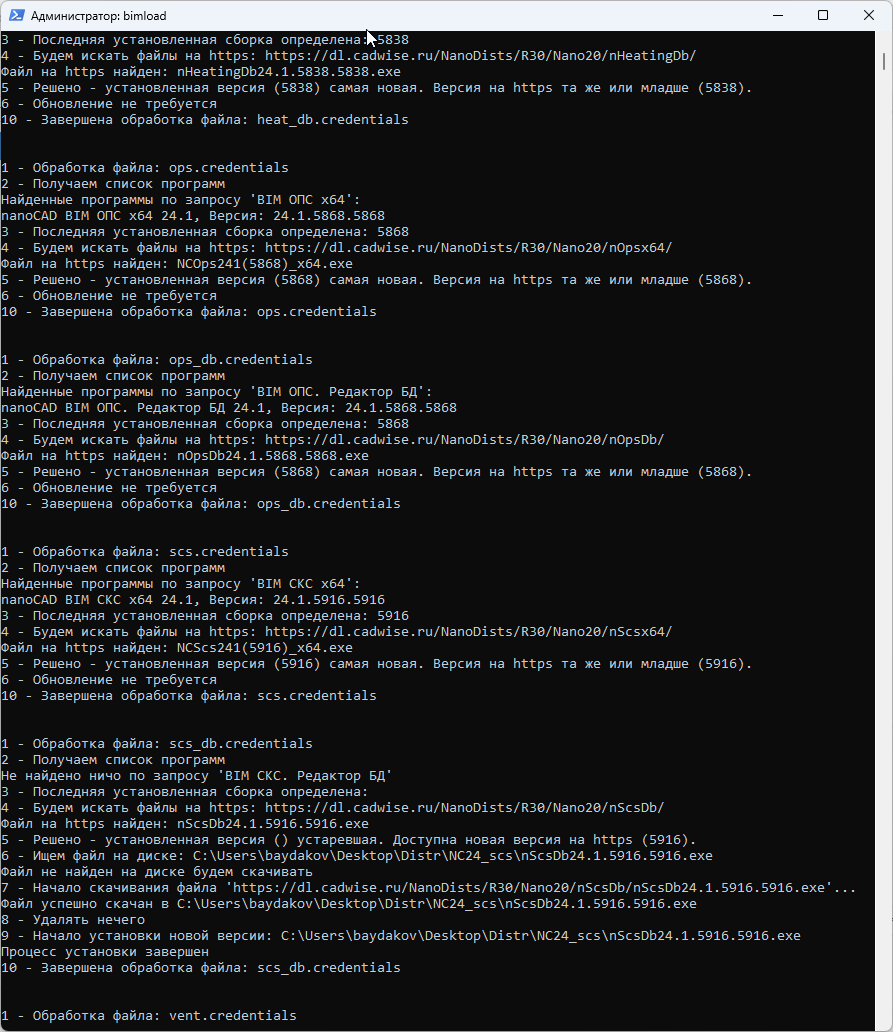 Администратор: bimload
3 - Последняя установленная сборка определена: 5838
4 - Будем искать файлы на https: https://dl.cadwise.ru/NanoDists/R30/Nano20/nHeatingDb/
Файл на https найден: nHeatingDb24.1.5838.5838.exe
5 - Решено - установленная версия (5838) самая новая. Версия на https та же или младше (5838).
6 - Обновление не требуется
10 - Завершена обработка файла: heat_db.credentials
1 - Обработка файла: ops.credentials
2 - Получаем список программ
Найденные программы по запросу 'BIM ОПС x64':
nanoCAD BIM ОПС x64 24.1, Версия: 24.1.5868.5868
3 - Последняя установленная сборка определена: 5868
4 - Будем искать файлы на https: https://dl.cadwise.ru/NanoDists/R30/Nano20/nOpsx64/
Файл на https найден: NCOps241(5868)_x64.exe
5 - Решено - установленная версия (5868) самая новая. Версия на https та же или младше (5868).
6 - Обновление не требуется
10 - Завершена обработка файла: ops.credentials
1 - Обработка файла: ops_db.credentials
2 - Получаем список программ
Найденные программы по запросу 'BIM ОПС. Редактор БД':
nanoCAD BIM ОПС. Редактор БД 24.1, Версия: 24.1.5868.5868
3 - Последняя установленная сборка определена: 5868
4 - Будем искать файлы на https: https://dl.cadwise.ru/NanoDists/R30/Nano20/nOpsDb/
Файл на https найден: nOpsDb24.1.5868.5868.exe
5 - Решено - установленная версия (5868) самая новая. Версия на https та же или младше (5868).
6 - Обновление не требуется
10 - Завершена обработка файла: ops_db.credentials
1 - Обработка файла: scs.credentials
2 - Получаем список программ
Найденные программы по запросу 'BIM СКС x64':
nanoCAD BIM СКС x64 24.1, Версия: 24.1.5916.5916
3 - Последняя установленная сборка определена: 5916
4 - Будем искать файлы на https: https://dl.cadwise.ru/NanoDists/R30/Nano20/nScsx64/
Файл на https найден: NCScs241(5916)_x64.exe
5 - Решено - установленная версия (5916) самая новая. Версия на https та же или младше (5916).
6 - Обновление не требуется
10 - Завершена обработка файла: scs.credentials
1 - Обработка файла: scs_db.credentials
2 - Получаем список программ
Не найдено ничо по запросу 'BIM СКС. Редактор БД'
3 - Последняя установленная сборка определена:
4 - Будем искать файлы на https: https://dl.cadwise.ru/NanoDists/R30/Nano20/nScsDb/
Файл на https найден: nScsDb24.1.5916.5916.exe
5 - Решено - установленная версия () устаревшая. Доступна новая версия на https (5916).
6 - Ищем файл на диске: C:\Users\baydakov\Desktop\Distr\NC24_scs\nScsDb24.1.5916.5916.exe
Файл не найден на диске будем скачивать
7 - Начало скачивания файла 'https://dl.cadwise.ru/NanoDists/R30/Nano20/nScsDb/nScsDb24.1.5916.5916.exe'...
Файл успешно скачан в C:\Users\baydakov\Desktop\Distr\NC24_scs\nScsDb24.1.5916.5916.exe
8 - Удалять нечего
9 - Начало установки новой версии: C:\Users\baydakov\Desktop\Distr\NC24_scs\nScsDb24.1.5916.5916.exe
Процесс установки завершен
10 - Завершена обработка файла: scs_db.credentials
1 - Обработка файла: vent.credentials